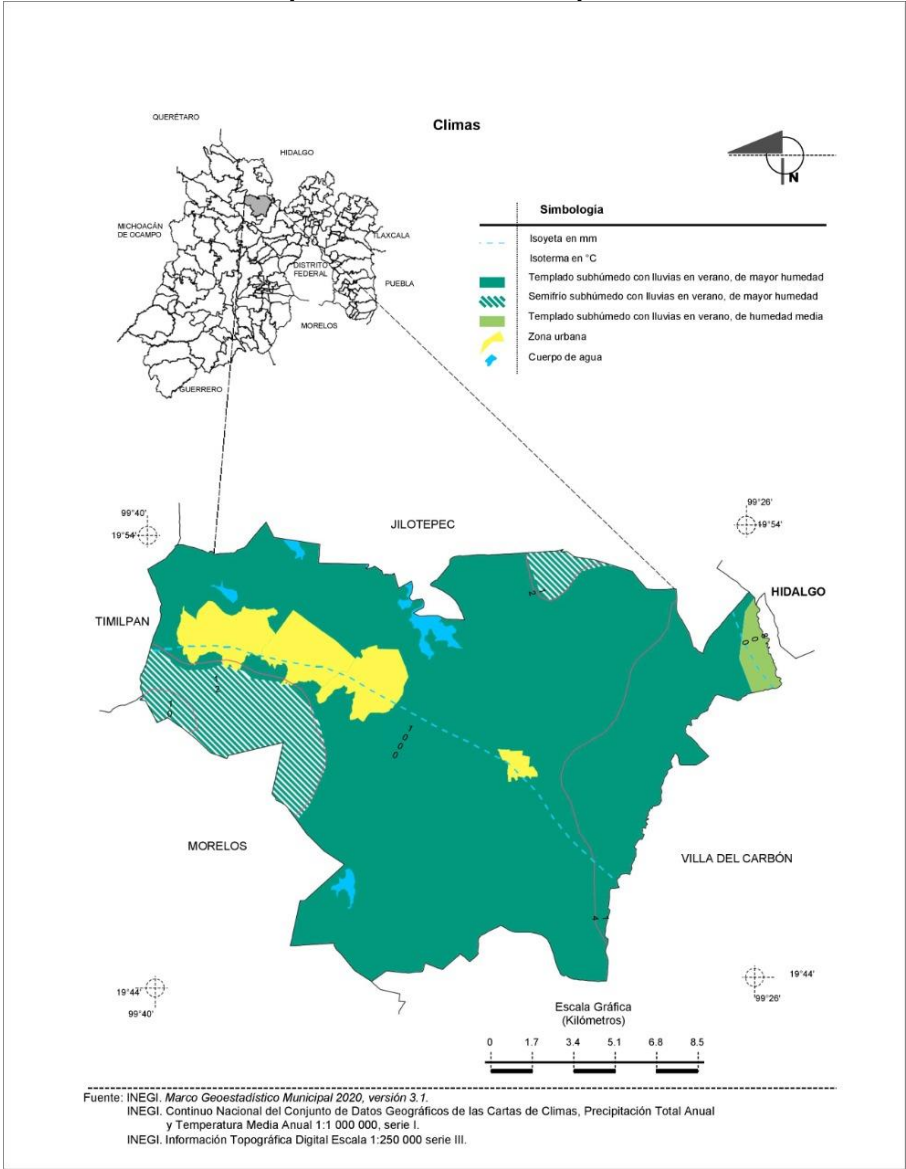 Climas
QUERÉTARO
HIDALGO
MICHOACÁN
DE OCAMPO
TLAXCALA
DISTRITO
FEDERAL
PUEBLA
MORELOS
GUERRERO
N
Simbologia
Isoyeta en mm
Isoterma en °C
Templado subhúmedo con lluvias en verano, de mayor humedad
Semifrío subhúmedo con lluvias en verano, de mayor humedad
Templado subhúmedo con lluvias en verano, de humedad media
Zona urbana
Cuerpo de agua
99°40'
19°54'
JILOTEPEC
99°26'
19°54'
HIDALGO
TIMILPAN
800
12
10
1000
MORELOS
VILLA DEL CARBÓN
14
19°44'
99°40'
19°44'
99°26'
Escala Gráfica
(Kilómetros)
0 1.7 3.4 5.1 6.8 8.5
Fuente: INEGI. Marco Geoestadístico Municipal 2020, versión 3.1.
INEGI. Continuo Nacional del Conjunto de Datos Geográficos de las Cartas de Climas, Precipitación Total Anual
y Temperatura Media Anual 1:1 000 000, serie I.
INEGI. Información Topográfica Digital Escala 1:250 000 serie III.